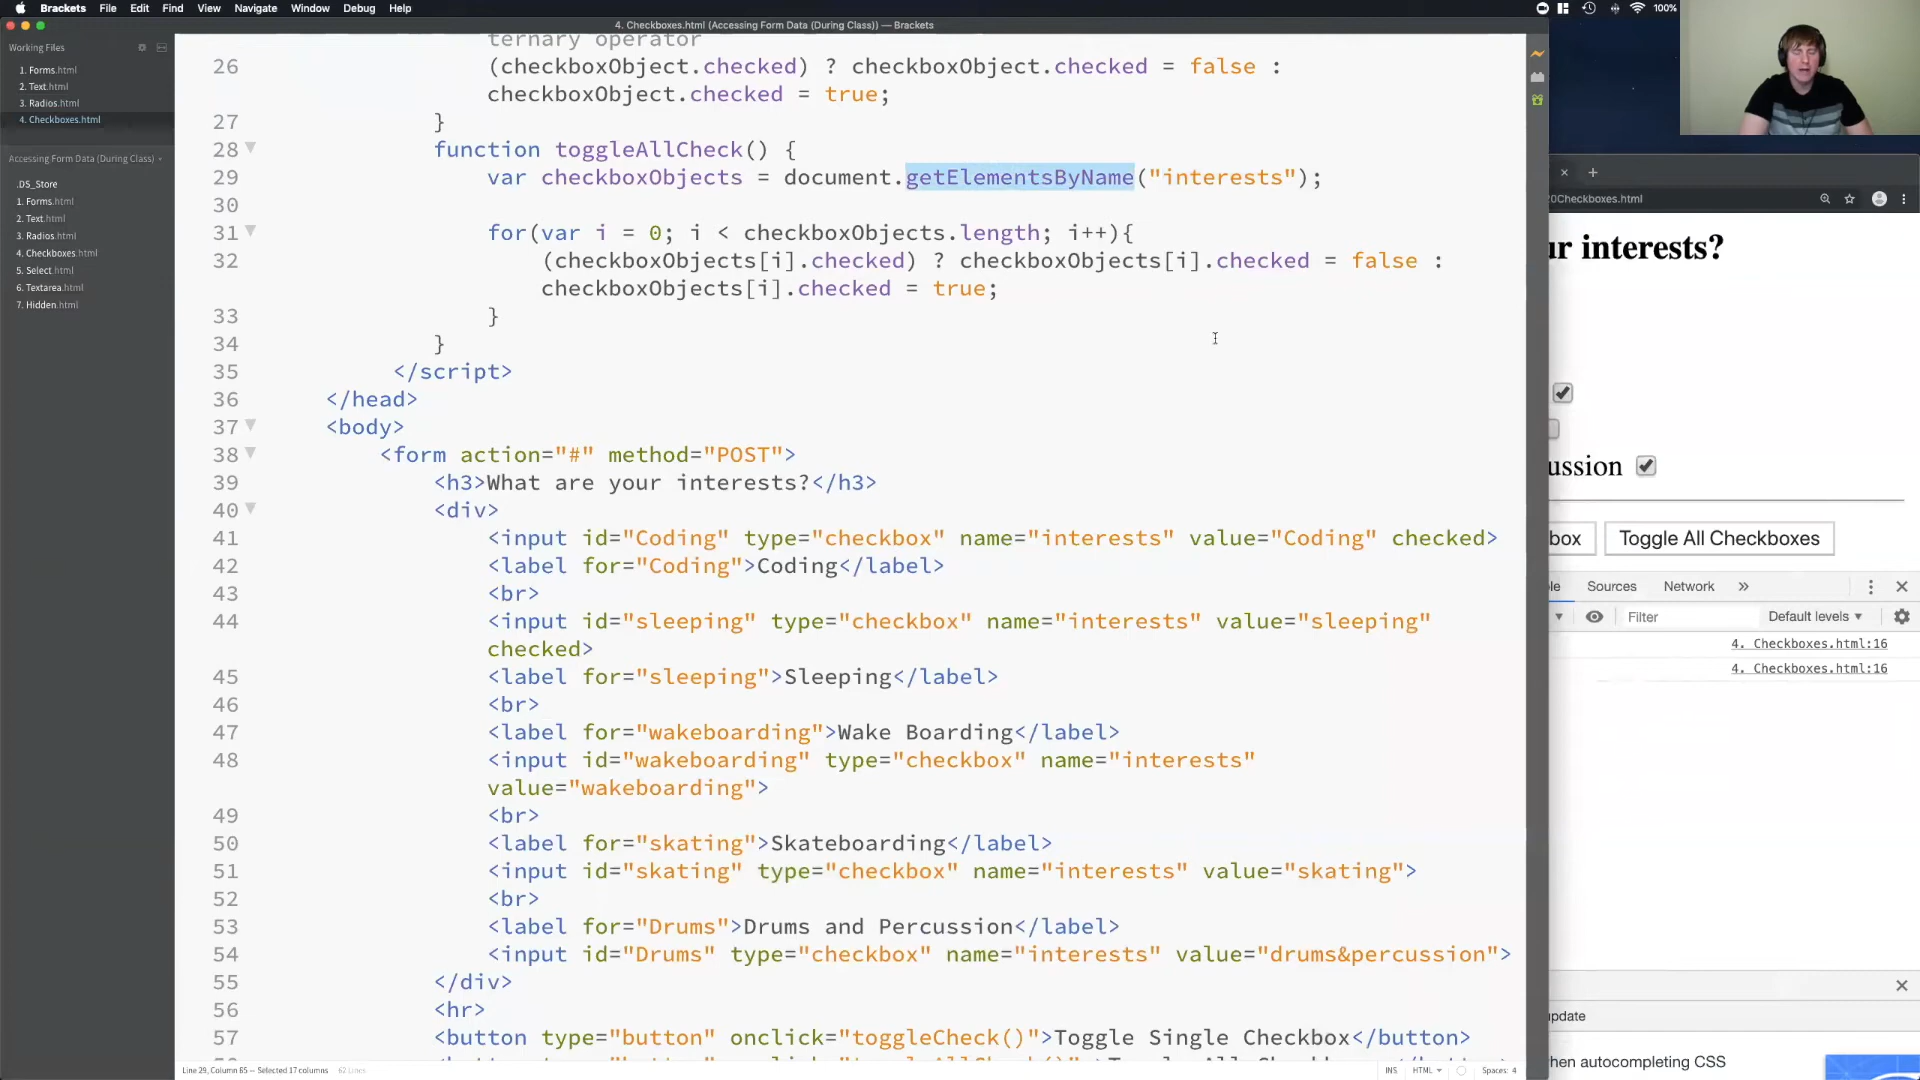 Brackets File Edit Find View Navigate Window Debug Help
100%
4. Checkboxes.html (Accessing Form Data (During Class)) — Brackets
Working Files
1. Forms.html
2. Text.html
3. Radios.html
4. Checkboxes.html
Accessing Form Data (During Class)
.DS_Store
1. Forms.html
2. Text.html
3. Radios.html
4. Checkboxes.html
5. Select.html
6. Textarea.html
7. Hidden.html
ternary operator
26 (checkboxObject.checked) ? checkboxObject.checked = false :
checkboxObject.checked = true;
27 }
28 function toggleAllCheck() {
29 var checkboxObjects = document.getElementsByName("interests");
30
31 for(var i = 0; i < checkboxObjects.length; i++){
32 (checkboxObjects[i].checked) ? checkboxObjects[i].checked = false :
checkboxObjects[i].checked = true;
33 }
34 }
35 </script>
36 </head>
37 <body>
38 <form action="#" method="POST">
39 <h3>What are your interests?</h3>
40 <div>
41 <input id="Coding" type="checkbox" name="interests" value="Coding" checked>
42 <label for="Coding">Coding</label>
43 <br>
44 <input id="sleeping" type="checkbox" name="interests" value="sleeping"
checked>
45 <label for="sleeping">Sleeping</label>
46 <br>
47 <label for="wakeboarding">Wake Boarding</label>
48 <input id="wakeboarding" type="checkbox" name="interests"
value="wakeboarding">
49 <br>
50 <label for="skating">Skateboarding</label>
51 <input id="skating" type="checkbox" name="interests" value="skating">
52 <br>
53 <label for="Drums">Drums and Percussion</label>
54 <input id="Drums" type="checkbox" name="interests" value="drums&percussion">
55 </div>
56 <hr>
57 <button type="button" onclick="toggleCheck()">Toggle Single Checkbox</button>
Line 29, Column 65 — Selected 17 columns 62 Lines
INS HTML Spaces: 4
20Checkboxes.html
ur interests?
ussion
box
Toggle All Checkboxes
le Sources Network »
Filter Default levels
4. Checkboxes.html:16
4. Checkboxes.html:16
update
hen autocompleting CSS